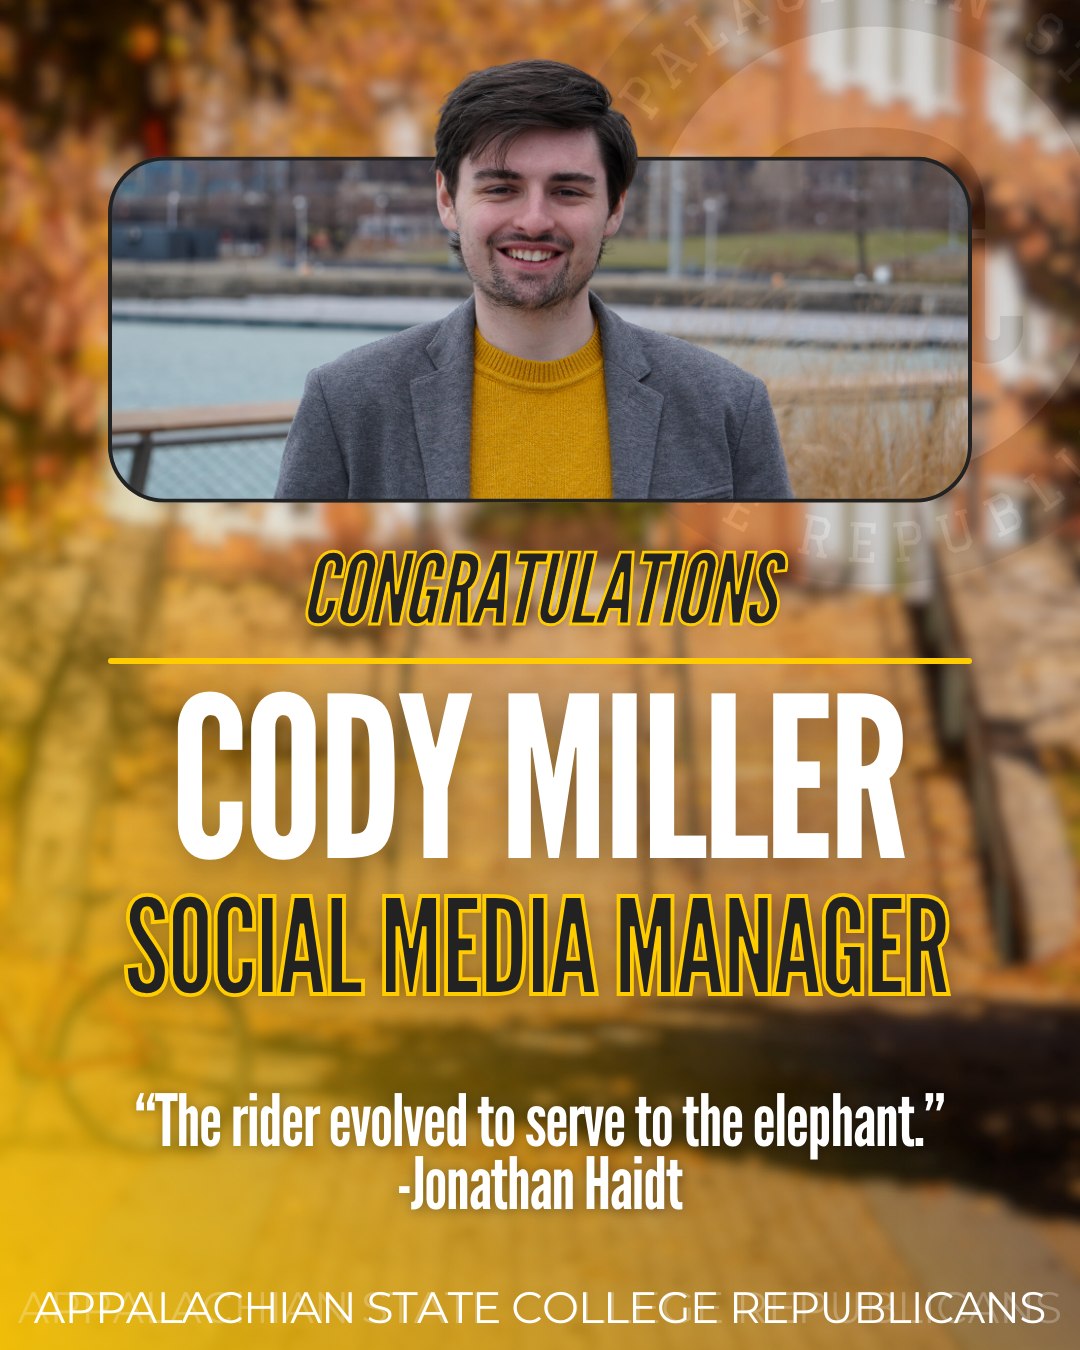 CONGRATULATIONS
CODY MILLER
SOCIAL MEDIA MANAGER
“The rider evolved to serve to the elephant.”
-Jonathan Haidt
APPALACHIAN STATE COLLEGE REPUBLICANS